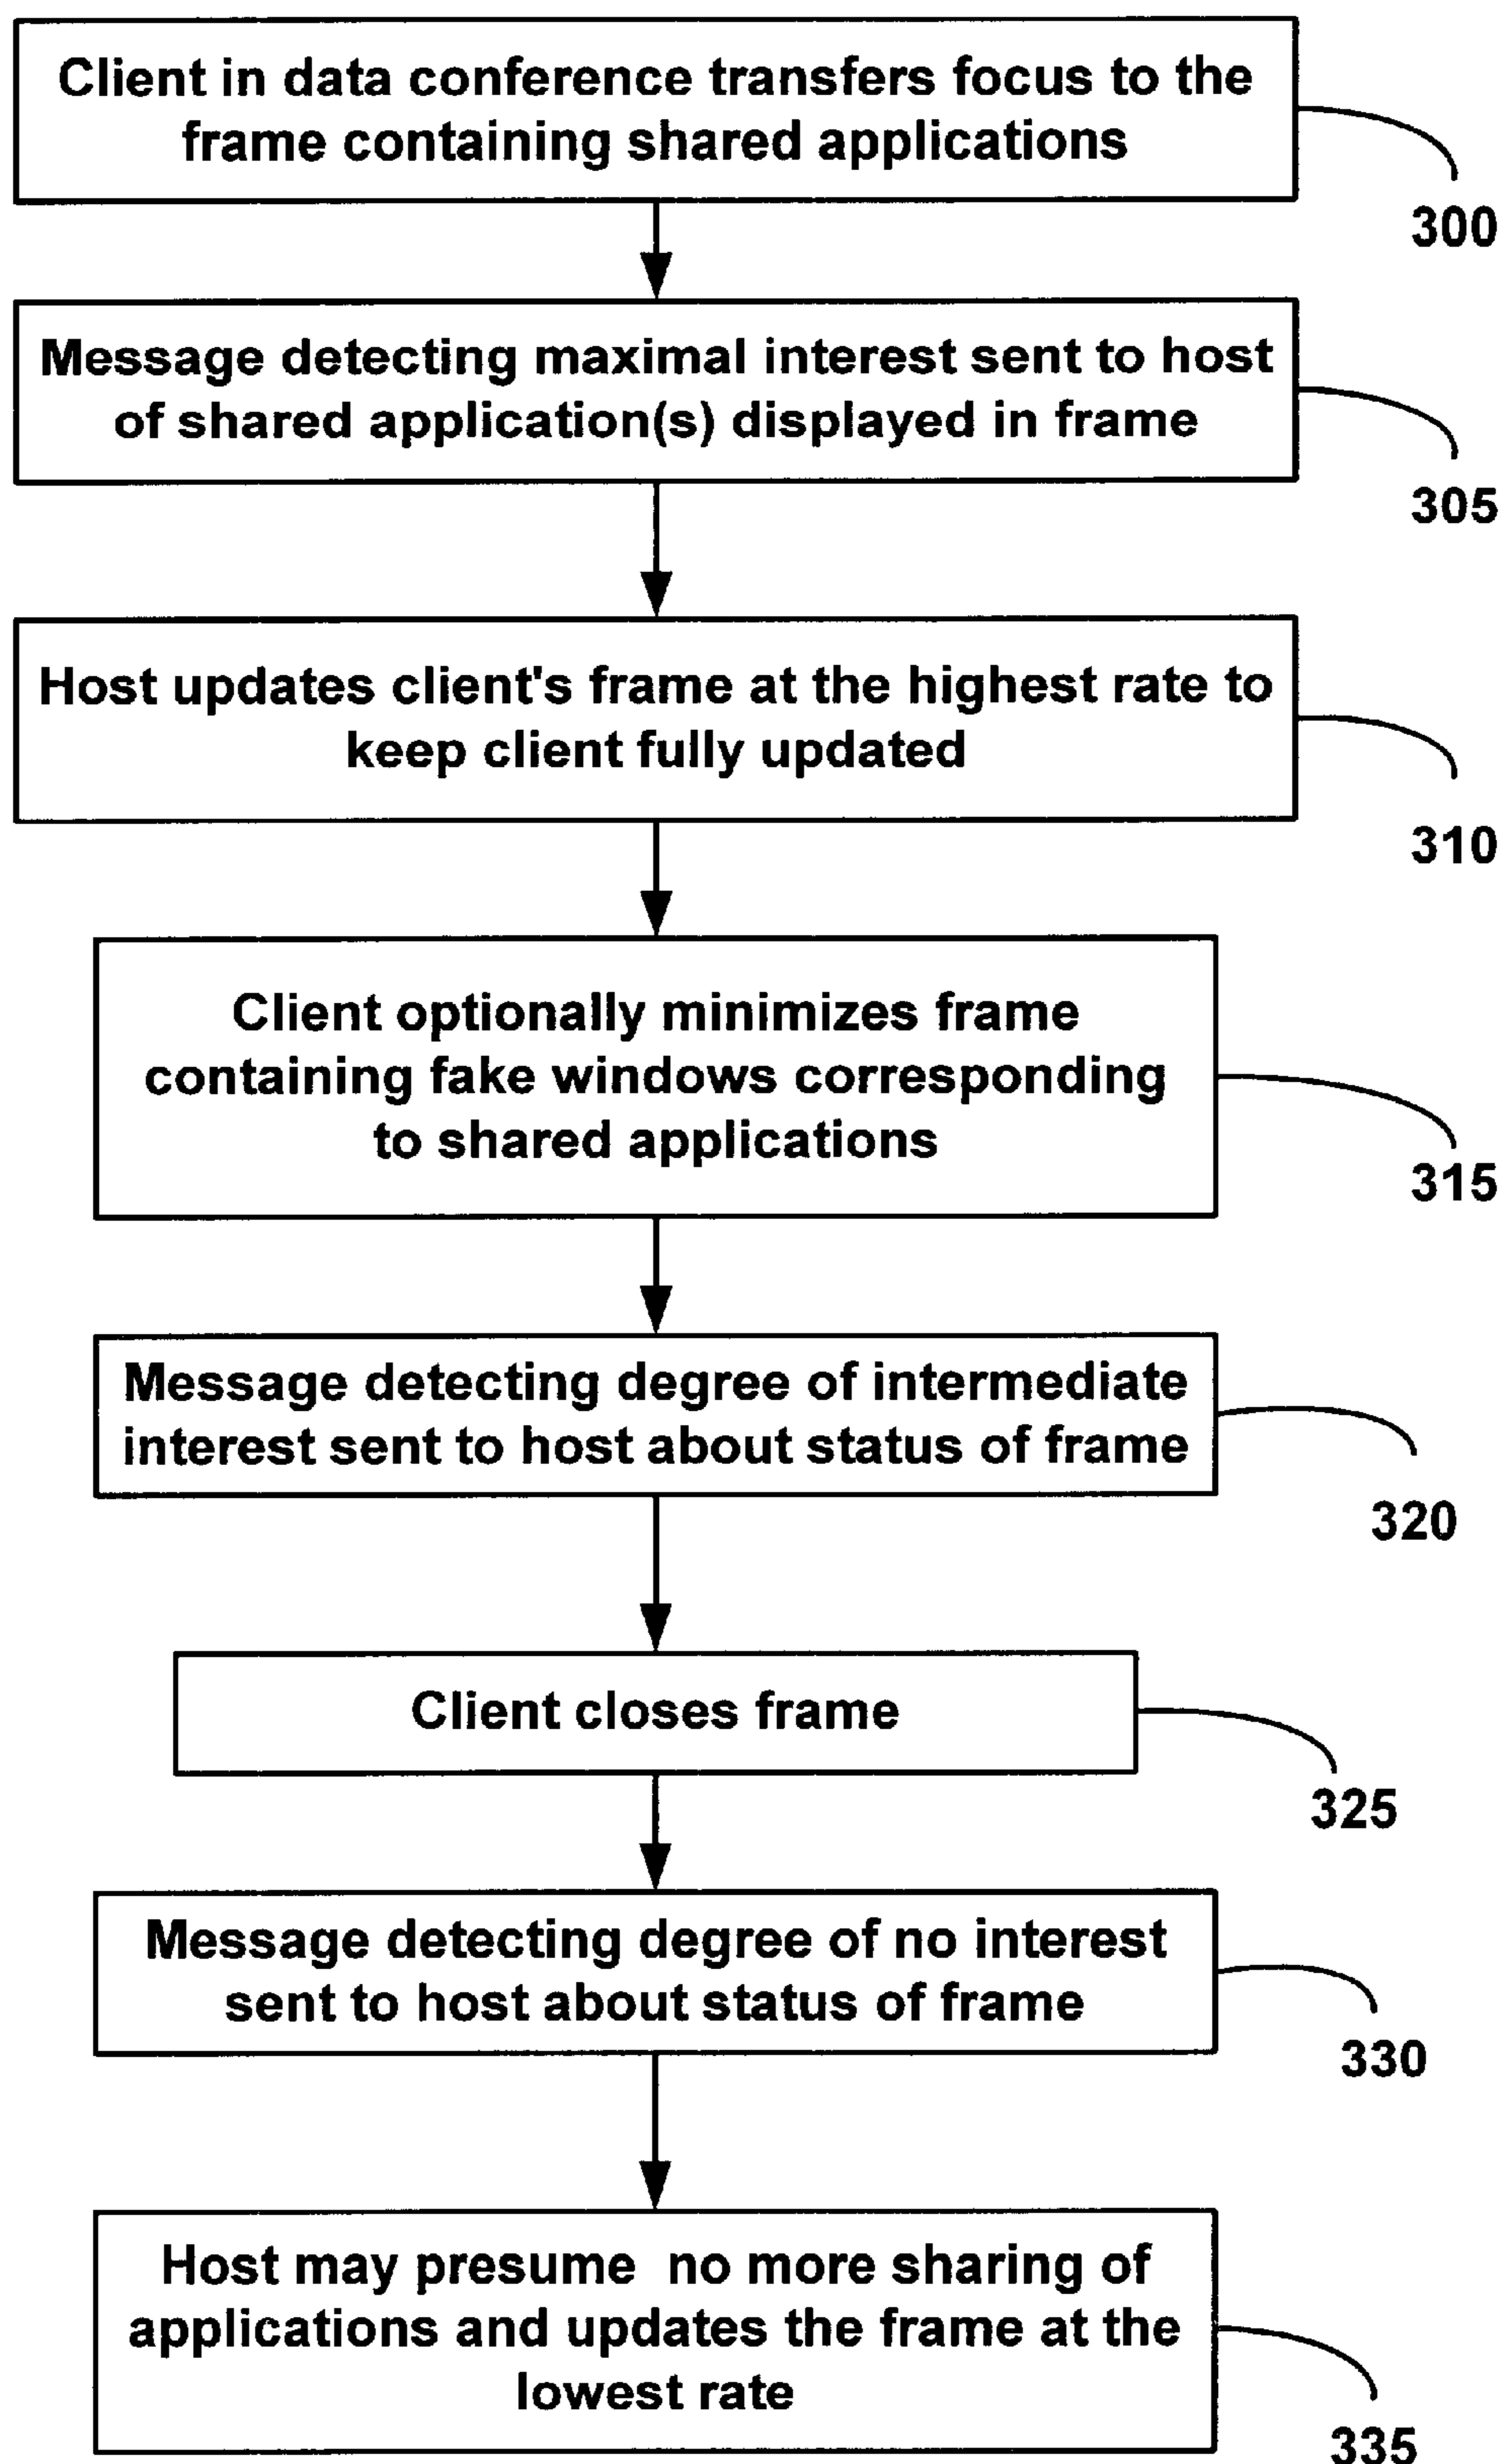 Client in data conference transfers focus to the
frame containing shared applications
300
Message detecting maximal interest sent to host
of shared application(s) displayed in frame
305
Host updates client's frame at the highest rate to
keep client fully updated
310
Client optionally minimizes frame
containing fake windows corresponding
to shared applications
315
Message detecting degree of intermediate
interest sent to host about status of frame
320
Client closes frame
325
Message detecting degree of no interest
sent to host about status of frame
330
Host may presume no more sharing of
applications and updates the frame at the
lowest rate
335